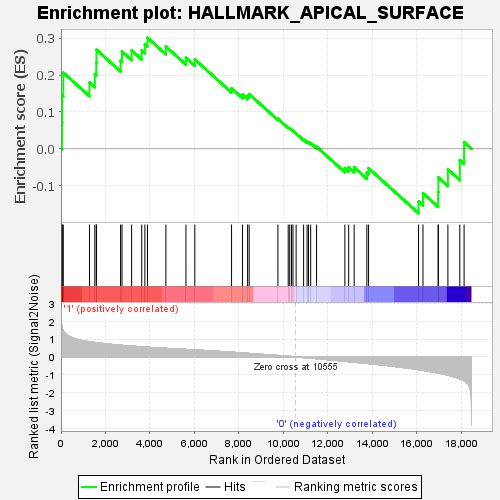 Enrichment plot: HALLMARK_APICAL_SURFACE
Enrichment score (ES)
0.3
0.2
0.1
0.0
-0.1
'1' (positively correlated)
Ranked list metric (Signal2Noise)
3
2
1
0
-1
-2
-3
-4
Zero cross at 10555
'0' (negatively correlated)
0 2,000 4,000 6,000 8,000 10,000 12,000 14,000 16,000 18,000
Rank in Ordered Dataset
Enrichment profile Hits Ranking metric scores